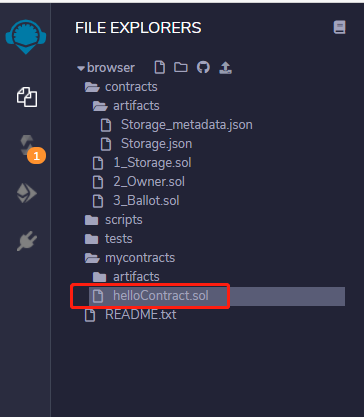 FILE EXPLORERS
browser
contracts
artifacts
Storage_metadata.json
Storage.json
1_Storage.sol
2_Owner.sol
3_Ballot.sol
scripts
tests
mycontracts
artifacts
helloContract.sol
README.txt
1